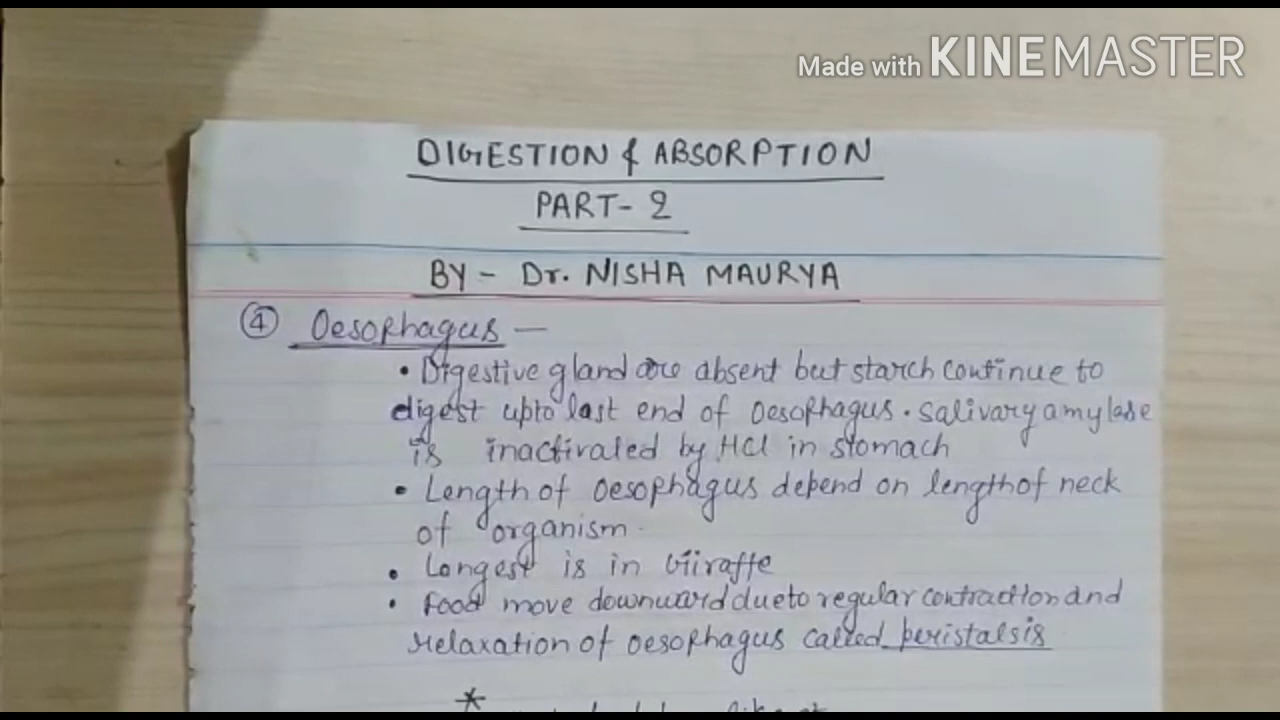 Made with KINEMASTER
DIGESTION & ABSORPTION
PART- 2
BY - Dr. NISHA MAURYA
④ Oesophagus —
• Digestive gland are absent but starch continue to
digest upto last end of oesophagus. salivary amylase
is inactivated by HCl in stomach
• Length of oesophagus depend on length of neck
of organism.
• Longest is in Giraffe
• Food move downward due to regular contraction and
relaxation of oesophagus called peristalsis
*